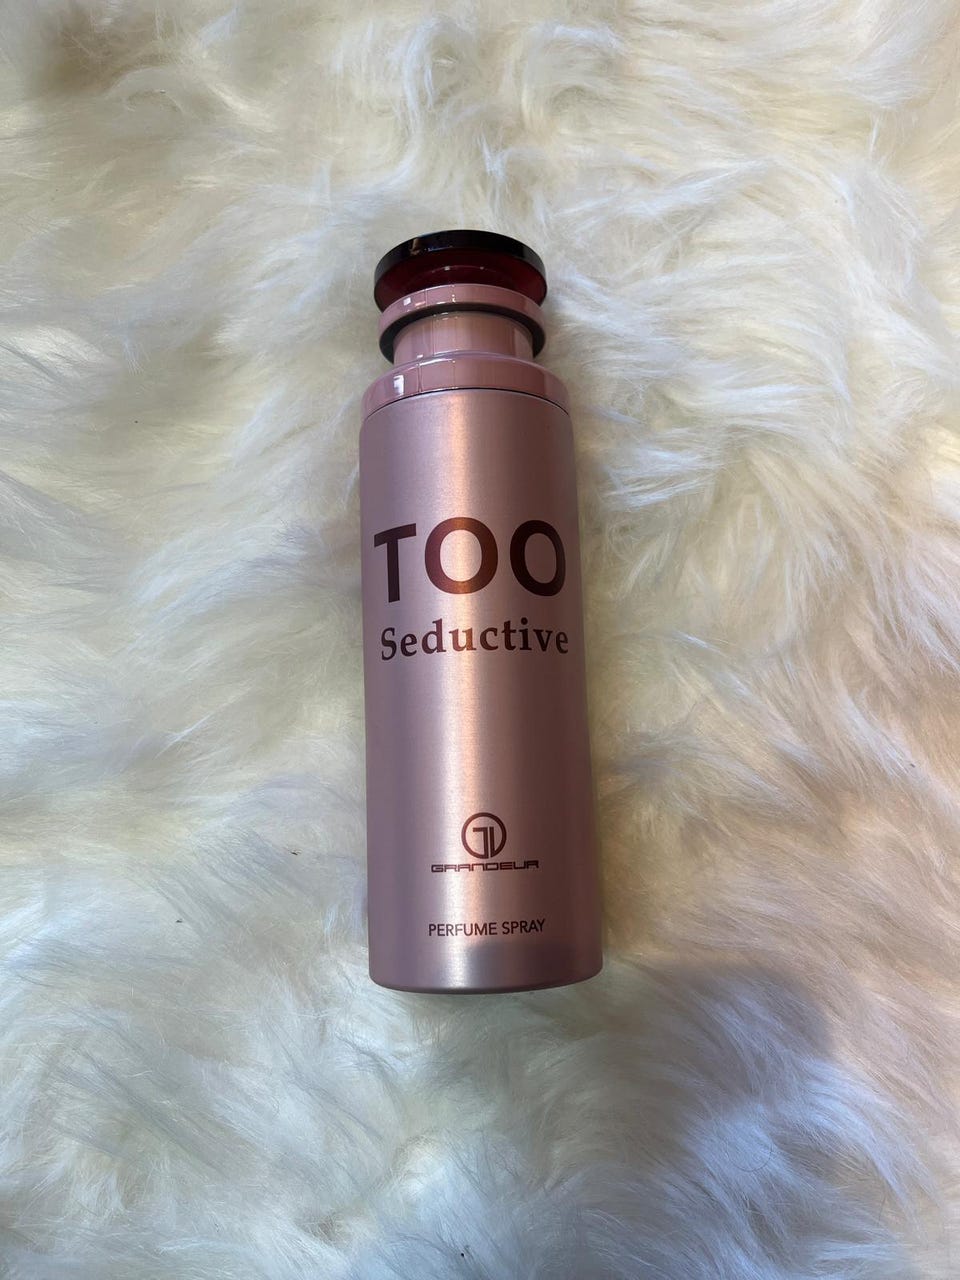 TOO
Seductive
GRANDEUR
PERFUME SPRAY